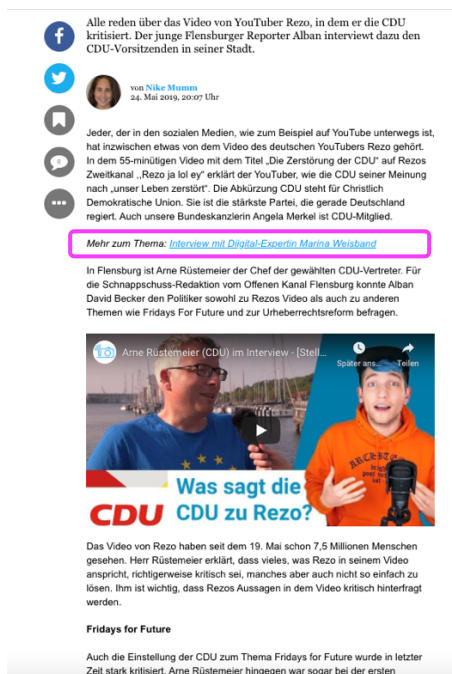 Alle reden über das Video von YouTuber Rezo, in dem er die CDU
kritisiert. Der junge Flensburger Reporter Alban interviewt dazu den
CDU-Vorsitzenden in seiner Stadt.
von Nike Mumm
24. Mai 2019, 20:07 Uhr
0
Jeder, der in den sozialen Medien, wie zum Beispiel auf YouTube unterwegs ist,
hat inzwischen etwas von dem Video des deutschen YouTubers Rezo gehört.
In dem 55-minütigen Video mit dem Titel „Die Zerstörung der CDU" auf Rezos
Zweitkanal ,,Rezo ja lol ey" erklärt der YouTuber, wie die CDU seiner Meinung
nach „unser Leben zerstört". Die Abkürzung CDU steht für Christlich
Demokratische Union. Sie ist die stärkste Partei, die gerade Deutschland
regiert. Auch unsere Bundeskanzlerin Angela Merkel ist CDU-Mitglied.
Mehr zum Thema: Interview mit Diigital-Expertin Marina Weisband
In Flensburg ist Arne Rüstemeier der Chef der gewählten CDU-Vertreter. Für
die Schnappschuss-Redaktion vom Offenen Kanal Flensburg konnte Alban
David Becker den Politiker sowohl zu Rezos Video als auch zu anderen
Themen wie Fridays For Future und zur Urheberrechtsreform befragen.
Arne Rüstemeier (CDU) im Interview - [Stell...
Später ans...
Teilen
Was sagt die
CDU zu Rezo?
CDU
Das Video von Rezo haben seit dem 19. Mai schon 7,5 Millionen Menschen
gesehen. Herr Rüstemeier erklärt, dass vieles, was Rezo in seinem Video
anspricht, richtigerweise kritisch sei, manches aber auch nicht so einfach zu
lösen. Ihm ist wichtig, dass Rezos Aussagen in dem Video kritisch hinterfragt
werden.
Fridays for Future
Auch die Einstellung der CDU zum Thema Fridays for Future wurde in letzter
Zeit stark kritisiert. Arne Rüstemeier hingegen war sogar bei der ersten